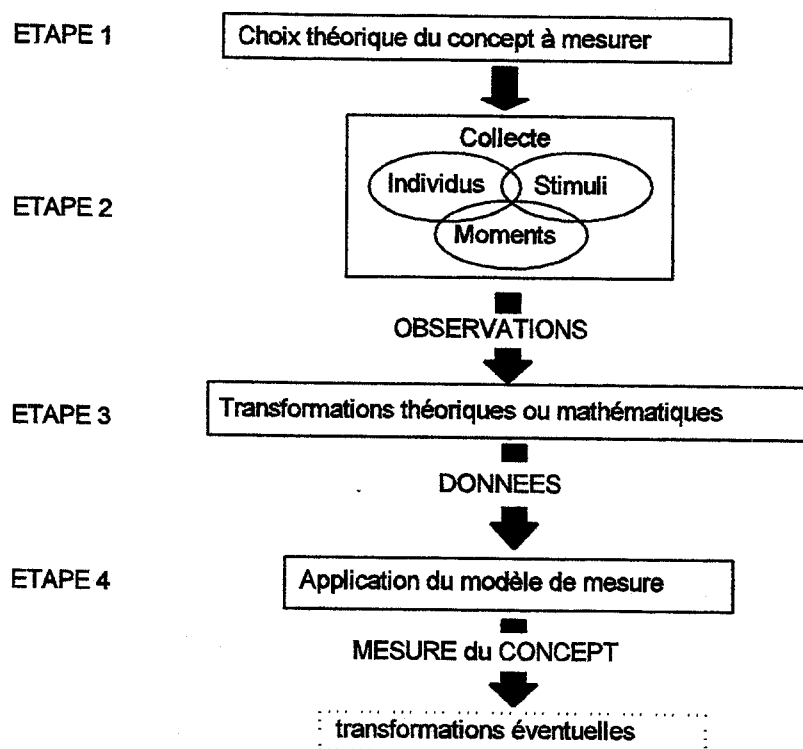 ETAPE 1
Choix théorique du concept à mesurer
Collecte
Individus
Stimuli
ETAPE 2
Moments
OBSERVATIONS
ETAPE 3
Transformations théoriques ou mathématiques
DONNEES
ETAPE 4
Application du modèle de mesure
MESURE du CONCEPT
transformations éventuelles